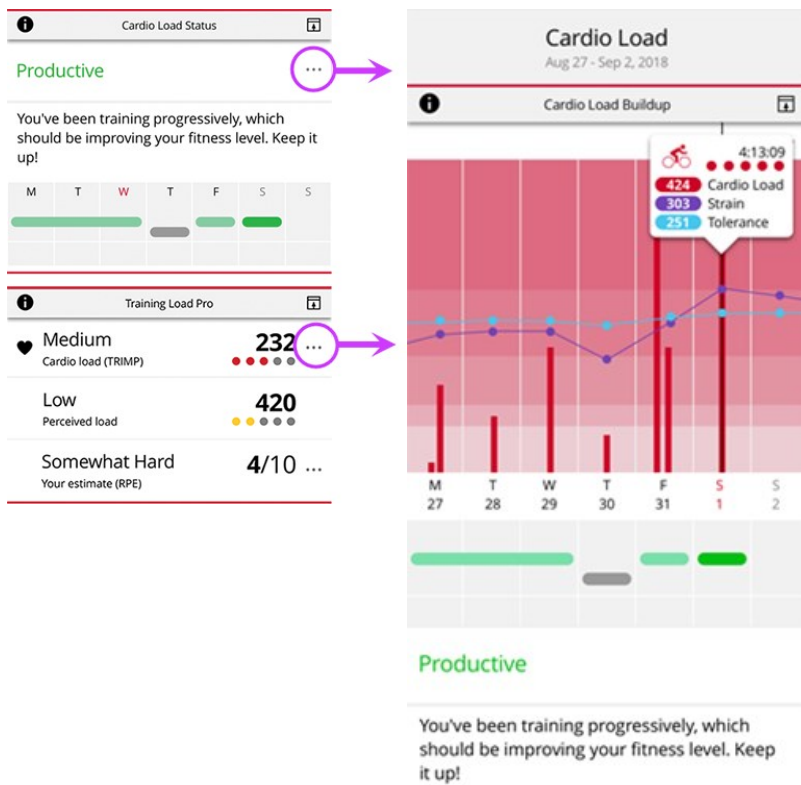 Cardio Load Status
Productive
You've been training progressively, which
should be improving your fitness level. Keep it
up!
M T W T F S S
Training Load Pro
Medium 232
Cardio load (TRIMP)
Low 420
Perceived load
Somewhat Hard 4/10
Your estimate (RPE)
Cardio Load
Aug 27 - Sep 2, 2018
Cardio Load Buildup
4:13:09
424 Cardio Load
303 Strain
251 Tolerance
M T W T F S S
27 28 29 30 31 1 2
Productive
You've been training progressively, which
should be improving your fitness level. Keep
it up!